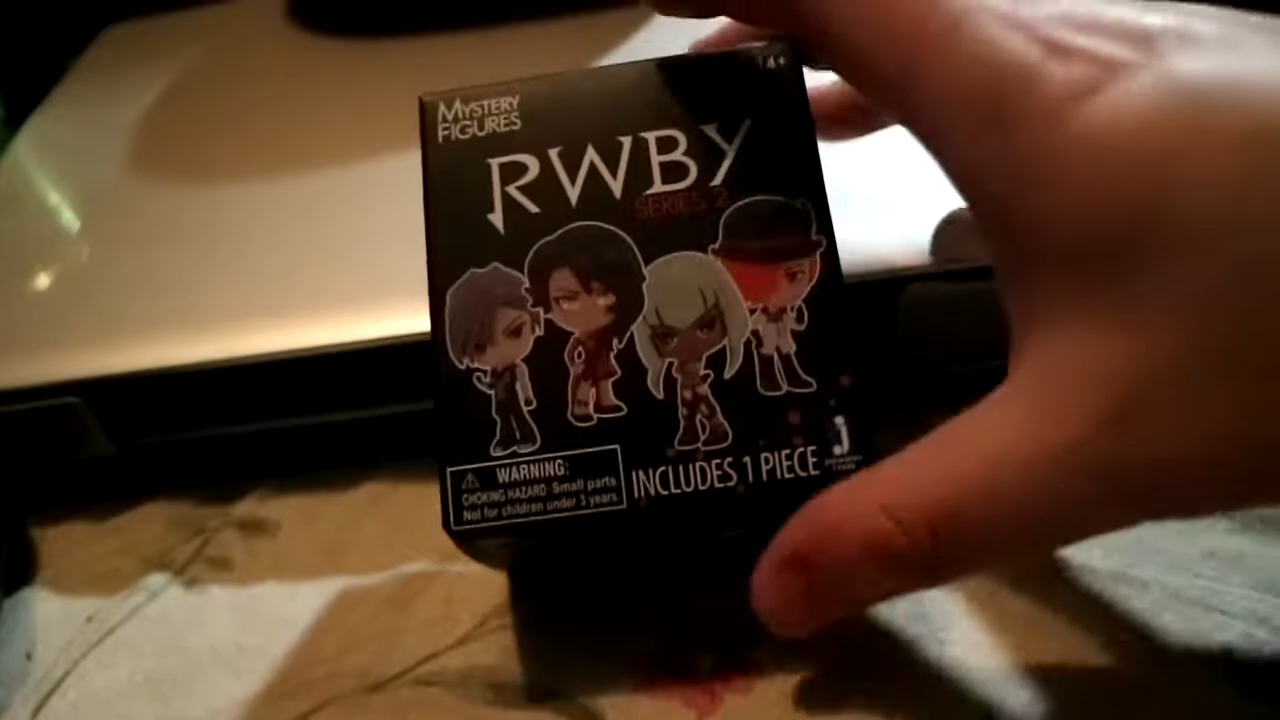 14+
MYSTERY
FIGURES
RWBY
SERIES 2
WARNING:
CHOKING HAZARD-Small parts
Not for children under 3 years
INCLUDES 1 PIECE
j